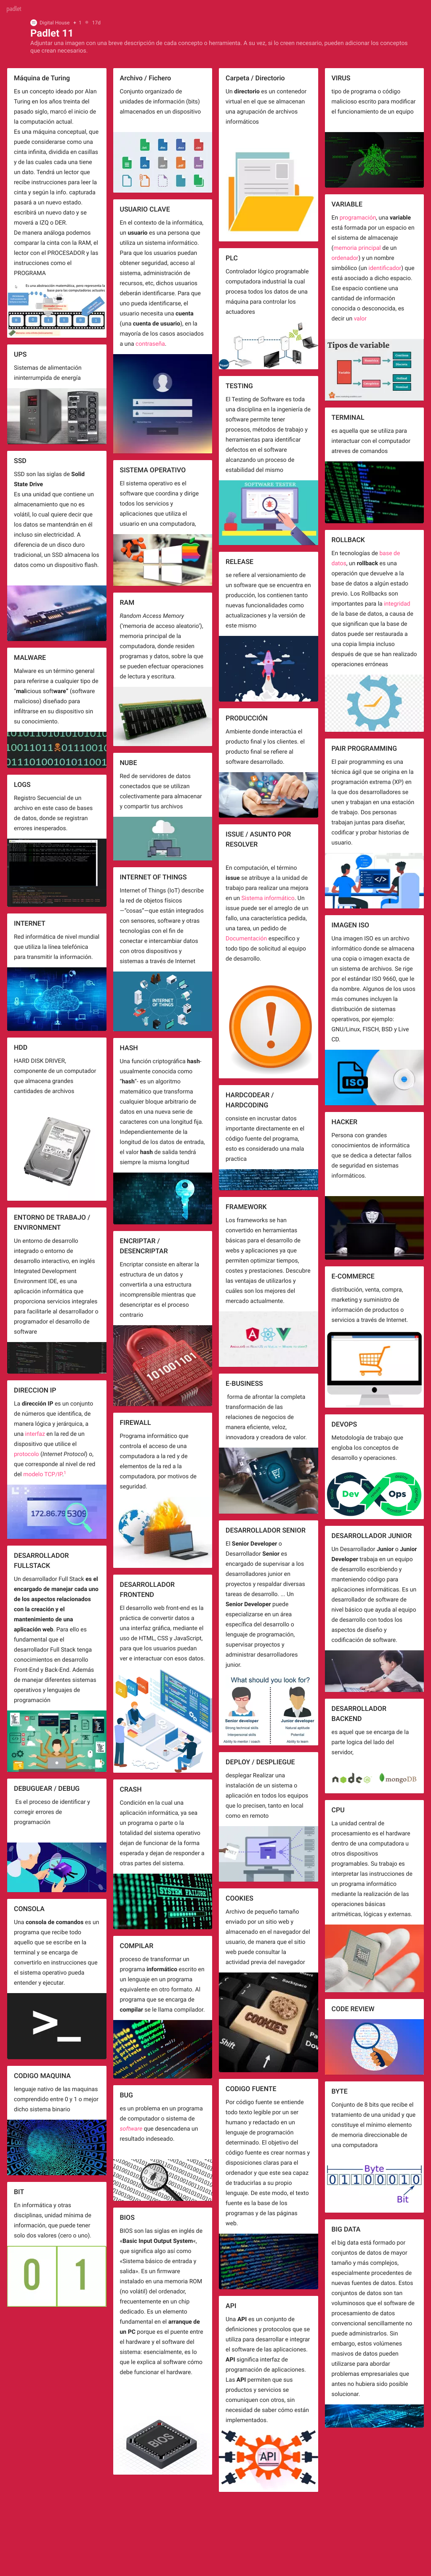 padlet
Digital House • 1 17d
Padlet 11
Adjuntar una imagen con una breve descripción de cada concepto o herramienta. A su vez, si lo creen necesario, pueden adicionar los conceptos
que crean necesarios.
Máquina de Turing
Es un concepto ideado por Alan
Turing en los años treinta del
pasado siglo, marcó el inicio de
la computación actual.
Es una máquina conceptual, que
puede considerarse como una
cinta infinita, dividida en casillas
y de las cuales cada una tiene
un dato. Tendrá un lector que
recibe instrucciones para leer la
cinta y según la info. capturada
pasará a un nuevo estado.
escribirá un nuevo dato y se
moverá a IZQ o DER.
De manera análoga podemos
comparar la cinta con la RAM, el
lector con el PROCESADOR y las
instrucciones como el
PROGRAMA
UPS
Sistemas de alimentación
ininterrumpida de energía
SSD
SSD son las siglas de Solid
State Drive
Es una unidad que contiene un
almacenamiento que no es
volátil, lo cual quiere decir que
los datos se mantendrán en él
incluso sin electricidad. A
diferencia de un disco duro
tradicional, un SSD almacena los
datos como un dispositivo flash.
MALWARE
Malware es un término general
para referirse a cualquier tipo de
"malicious software" (software
malicioso) diseñado para
infiltrarse en su dispositivo sin
su conocimiento.
LOGS
Registro Secuencial de un
archivo en este caso de bases
de datos, donde se registran
errores inesperados.
INTERNET
Red informática de nivel mundial
que utiliza la línea telefónica
para transmitir la información.
HDD
HARD DISK DRIVER,
componente de un computador
que almacena grandes
cantidades de archivos
ENTORNO DE TRABAJO /
ENVIRONMENT
Un entorno de desarrollo
integrado o entorno de
desarrollo interactivo, en inglés
Integrated Development
Environment IDE, es una
aplicación informática que
proporciona servicios integrales
para facilitarle al desarrollador o
programador el desarrollo de
software
DIRECCION IP
La dirección IP es un conjunto
de números que identifica, de
manera lógica y jerárquica, a
una interfaz en la red de un
dispositivo que utilice el
protocolo (Internet Protocol) o,
que corresponde al nivel de red
del modelo TCP/IP.¹
172.86.79.5309
DESARROLLADOR
FULLSTACK
Un desarrollador Full Stack es el
encargado de manejar cada uno
de los aspectos relacionados
con la creación y el
mantenimiento de una
aplicación web. Para ello es
fundamental que el
desarrollador Full Stack tenga
conocimientos en desarrollo
Front-End y Back-End. Además
de manejar diferentes sistemas
operativos y lenguajes de
programación
DEBUGUEAR / DEBUG
Es el proceso de identificar y
corregir errores de
programación
CONSOLA
Una consola de comandos es un
programa que recibe todo
aquello que se escribe en la
terminal y se encarga de
convertirlo en instrucciones que
el sistema operativo pueda
entender y ejecutar.
>_
CODIGO MAQUINA
lenguaje nativo de las maquinas
comprendido entre 0 y 1 o mejor
dicho sistema binario
BIT
En informática y otras
disciplinas, unidad mínima de
información, que puede tener
solo dos valores (cero o uno).
0 1
Archivo / Fichero
Conjunto organizado de
unidades de información (bits)
almacenados en un dispositivo
USUARIO CLAVE
En el contexto de la informática,
un usuario es una persona que
utiliza un sistema informático.
Para que los usuarios puedan
obtener seguridad, acceso al
sistema, administración de
recursos, etc, dichos usuarios
deberán identificarse. Para que
uno pueda identificarse, el
usuario necesita una cuenta
(una cuenta de usuario), en la
mayoría de los casos asociados
a una contraseña.
SISTEMA OPERATIVO
El sistema operativo es el
software que coordina y dirige
todos los servicios y
aplicaciones que utiliza el
usuario en una computadora,
RAM
Random Access Memory
('memoria de acceso aleatorio'),
memoria principal de la
computadora, donde residen
programas y datos, sobre la que
se pueden efectuar operaciones
de lectura y escritura.
NUBE
Red de servidores de datos
conectados que se utilizan
colectivamente para almacenar
y compartir tus archivos
INTERNET OF THINGS
Internet of Things (IoT) describe
la red de objetos físicos
—"cosas"—que están integrados
con sensores, software y otras
tecnologías con el fin de
conectar e intercambiar datos
con otros dispositivos y
sistemas a través de Internet
INTERNET OF
THINGS
HASH
Una función criptográfica hash-
usualmente conocida como
"hash"- es un algoritmo
matemático que transforma
cualquier bloque arbitrario de
datos en una nueva serie de
caracteres con una longitud fija.
Independientemente de la
longitud de los datos de entrada,
el valor hash de salida tendrá
siempre la misma longitud
ENCRIPTAR /
DESENCRIPTAR
Encriptar consiste en alterar la
estructura de un datos y
convertirla a una estructura
incomprensible mientras que
desencriptar es el proceso
contrario
101001101
FIREWALL
Programa informático que
controla el acceso de una
computadora a la red y de
elementos de la red a la
computadora, por motivos de
seguridad.
DESARROLLADOR
FRONTEND
El desarrollo web front-end es la
práctica de convertir datos a
una interfaz gráfica, mediante el
uso de HTML, CSS y JavaScript,
para que los usuarios puedan
ver e interactuar con esos datos.
CRASH
Condición en la cual una
aplicación informática, ya sea
un programa o parte o la
totalidad del sistema operativo
dejan de funcionar de la forma
esperada y dejan de responder a
otras partes del sistema.
SYSTEM FAILURE
COMPILAR
proceso de transformar un
programa informático escrito en
un lenguaje en un programa
equivalente en otro formato. Al
programa que se encarga de
compilar se le llama compilador.
BUG
es un problema en un programa
de computador o sistema de
software que desencadena un
resultado indeseado.
BIOS
BIOS son las siglas en inglés de
«Basic Input Output System»,
que significa algo así como
«Sistema básico de entrada y
salida». Es un firmware
instalado en una memoria ROM
(no volátil) del ordenador,
frecuentemente en un chip
dedicado. Es un elemento
fundamental en el arranque de
un PC porque es el puente entre
el hardware y el software del
sistema: esencialmente, es lo
que le explica al software cómo
debe funcionar el hardware.
BIOS
Carpeta / Directorio
Un directorio es un contenedor
virtual en el que se almacenan
una agrupación de archivos
informáticos
PLC
Controlador lógico programable
computadora industrial la cual
procesa todos los datos de una
máquina para controlar los
actuadores
TESTING
El Testing de Software es toda
una disciplina en la ingeniería de
software permite tener
procesos, métodos de trabajo y
herramientas para identificar
defectos en el software
alcanzando un proceso de
estabilidad del mismo
SOFTWARE TESTER
RELEASE
se refiere al versionamiento de
un software que se encuentra en
producción, los contienen tanto
nuevas funcionalidades como
actualizaciones y la versión de
este mismo
PRODUCCIÓN
Ambiente donde interactúa el
producto final y los clientes. el
producto final se refiere al
software desarrollado.
ISSUE / ASUNTO POR
RESOLVER
En computación, el término
issue se atribuye a la unidad de
trabajo para realizar una mejora
en un Sistema informático. Un
issue puede ser el arreglo de un
fallo, una característica pedida,
una tarea, un pedido de
Documentación específico y
todo tipo de solicitud al equipo
de desarrollo.
HARDCODEAR /
HARDCODING
consiste en incrustar datos
importante directamente en el
código fuente del programa,
esto es considerado una mala
practica
FRAMEWORK
Los frameworks se han
convertido en herramientas
básicas para el desarrollo de
webs y aplicaciones ya que
permiten optimizar tiempos,
costes y prestaciones. Descubre
las ventajas de utilizarlos y
cuáles son los mejores del
mercado actualmente.
E-BUSINESS
forma de afrontar la completa
transformación de las
relaciones de negocios de
manera eficiente, veloz,
innovadora y creadora de valor.
DESARROLLADOR SENIOR
El Senior Developer o
Desarrollador Senior es
encargado de supervisar a los
desarrolladores junior en
proyectos y respaldar diversas
tareas de desarrollo. ... Un
Senior Developer puede
especializarse en un área
específica del desarrollo o
lenguaje de programación,
supervisar proyectos y
administrar desarrolladores
junior.
What should you look for?
Senior developer Junior developer
Strong technical skills Natural aptitude
Interpersonal skills Potential
Ability to mentor / coach Ability to learn
DEPLOY / DESPLIEGUE
desplegar Realizar una
instalación de un sistema o
aplicación en todos los equipos
que lo precisen, tanto en local
como en remoto
COOKIES
Archivo de pequeño tamaño
enviado por un sitio web y
almacenado en el navegador del
usuario, de manera que el sitio
web puede consultar la
actividad previa del navegador
Backspace
COOKIES
Shift
CODIGO FUENTE
Por código fuente se entiende
todo texto legible por un ser
humano y redactado en un
lenguaje de programación
determinado. El objetivo del
código fuente es crear normas y
disposiciones claras para el
ordenador y que este sea capaz
de traducirlas a su propio
lenguaje. De este modo, el texto
fuente es la base de los
programas y de las páginas
web.
API
Una API es un conjunto de
definiciones y protocolos que se
utiliza para desarrollar e integrar
el software de las aplicaciones.
API significa interfaz de
programación de aplicaciones.
Las API permiten que sus
productos y servicios se
comuniquen con otros, sin
necesidad de saber cómo están
implementados.
API
VIRUS
tipo de programa o código
malicioso escrito para modificar
el funcionamiento de un equipo
VARIABLE
En programación, una variable
está formada por un espacio en
el sistema de almacenaje
(memoria principal de un
ordenador) y un nombre
simbólico (un identificador) que
está asociado a dicho espacio.
Ese espacio contiene una
cantidad de información
conocida o desconocida, es
decir un valor
Tipos de variable
TERMINAL
es aquella que se utiliza para
interactuar con el computador
atreves de comandos
ROLLBACK
En tecnologías de base de
datos, un rollback es una
operación que devuelve a la
base de datos a algún estado
previo. Los Rollbacks son
importantes para la integridad
de la base de datos, a causa de
que significan que la base de
datos puede ser restaurada a
una copia limpia incluso
después de que se han realizado
operaciones erróneas
PAIR PROGRAMMING
El pair programming es una
técnica ágil que se origina en la
programación extrema (XP) en
la que dos desarrolladores se
unen y trabajan en una estación
de trabajo. Dos personas
trabajan juntas para diseñar,
codificar y probar historias de
usuario.
</>
IMAGEN ISO
Una imagen ISO es un archivo
informático donde se almacena
una copia o imagen exacta de
un sistema de archivos. Se rige
por el estándar ISO 9660, que le
da nombre. Algunos de los usos
más comunes incluyen la
distribución de sistemas
operativos, por ejemplo:
GNU/Linux, FISCH, BSD y Live
CD.
ISO
HACKER
Persona con grandes
conocimientos de informática
que se dedica a detectar fallos
de seguridad en sistemas
informáticos.
E-COMMERCE
distribución, venta, compra,
marketing y suministro de
información de productos o
servicios a través de Internet.
DEVOPS
Metodología de trabajo que
engloba los conceptos de
desarrollo y operaciones.
Dev Ops
DESARROLLADOR JUNIOR
Un Desarrollador Junior o Junior
Developer trabaja en un equipo
de desarrollo escribiendo y
manteniendo código para
aplicaciones informáticas. Es un
desarrollador de software de
nivel básico que ayuda al equipo
de desarrollo con todos los
aspectos de diseño y
codificación de software.
DESARROLLADOR
BACKEND
es aquel que se encarga de la
parte logica del lado del
servidor,
node mongoDB
CPU
La unidad central de
procesamiento es el hardware
dentro de una computadora u
otros dispositivos
programables. Su trabajo es
interpretar las instrucciones de
un programa informático
mediante la realización de las
operaciones básicas
aritméticas, lógicas y externas.
CODE REVIEW
BYTE
Conjunto de 8 bits que recibe el
tratamiento de una unidad y que
constituye el mínimo elemento
de memoria direccionable de
una computadora
Byte
0 1 1 0 0 0 1 0
Bit
BIG DATA
el big data está formado por
conjuntos de datos de mayor
tamaño y más complejos,
especialmente procedentes de
nuevas fuentes de datos. Estos
conjuntos de datos son tan
voluminosos que el software de
procesamiento de datos
convencional sencillamente no
puede administrarlos. Sin
embargo, estos volúmenes
masivos de datos pueden
utilizarse para abordar
problemas empresariales que
antes no hubiera sido posible
solucionar.